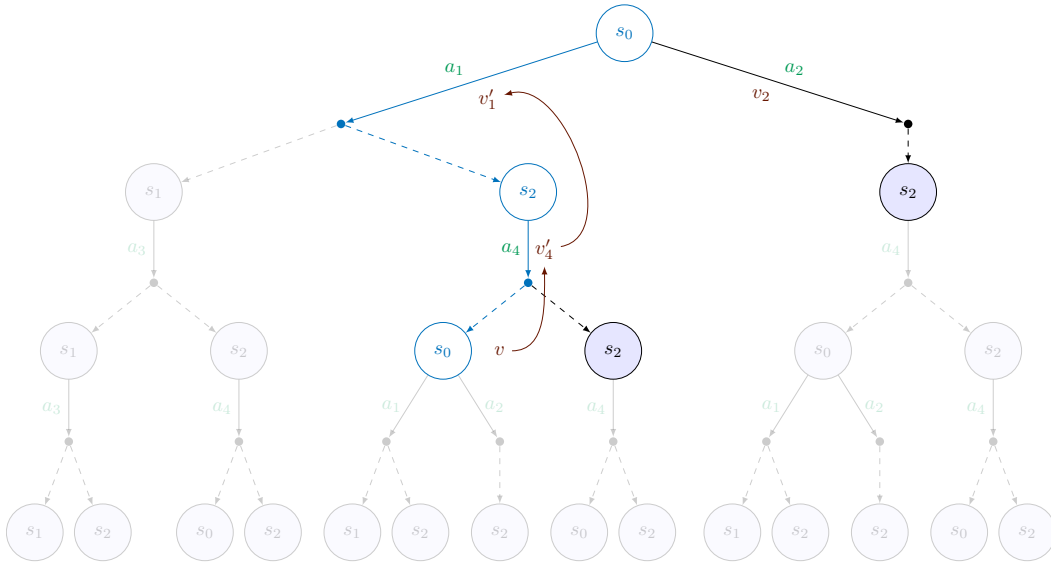 s₀
a₁ a₂
v₁′ v₂
s₁ s₂ s₂
a₃ a₄ v₄′ a₄
s₁ s₂ s₀ v s₂ s₀ s₂
a₃ a₄ a₁ a₂ a₄ a₁ a₂ a₄
s₁ s₂ s₀ s₂ s₁ s₂ s₂ s₀ s₂ s₁ s₂ s₂ s₀ s₂